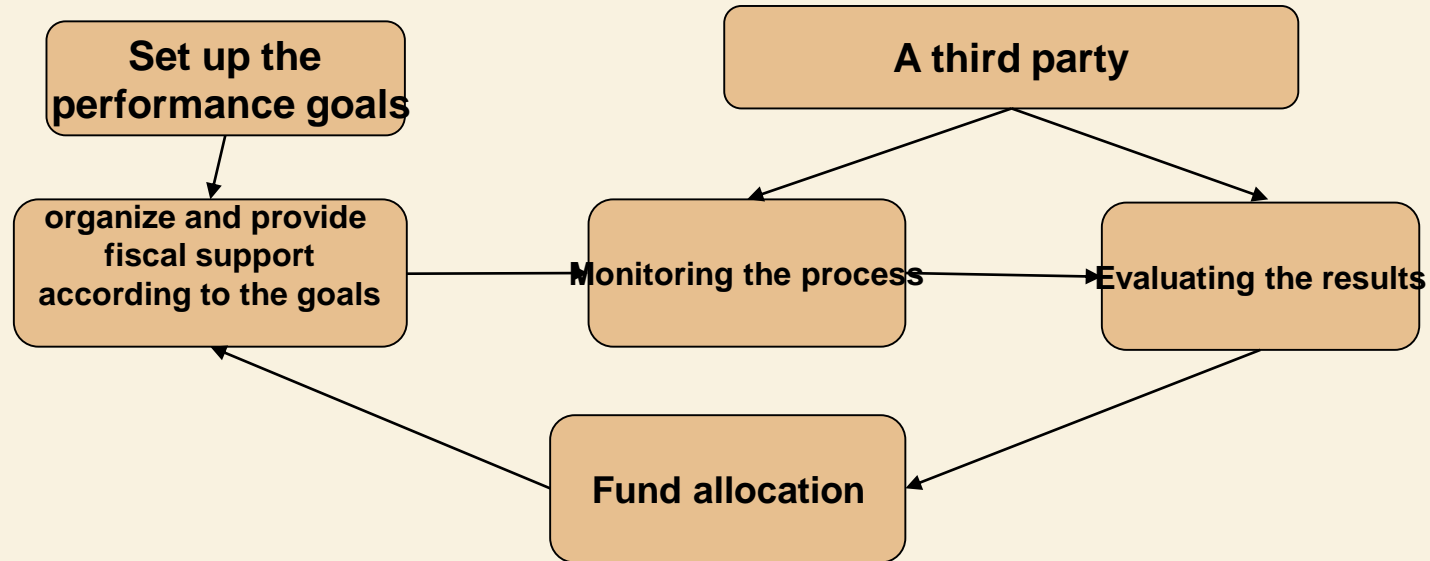 Set up the
performance goals
A third party
organize and provide
fiscal support
according to the goals
Monitoring the process
Evaluating the results
Fund allocation